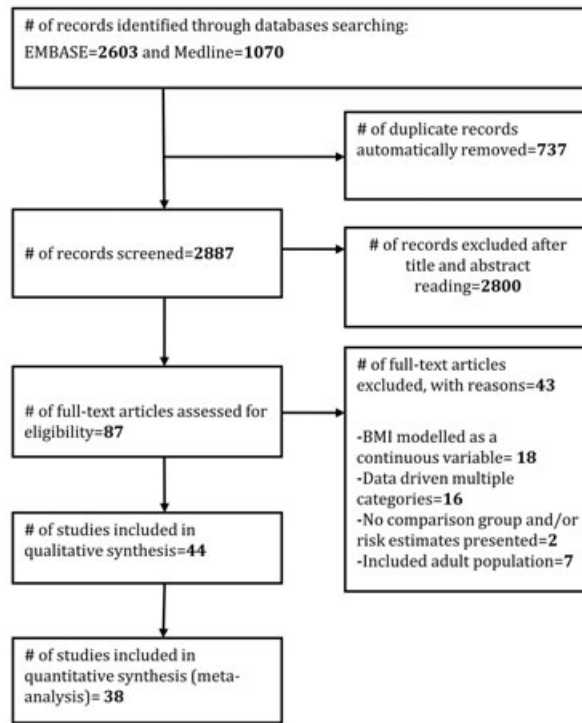 # of records identified through databases searching:
EMBASE=2603 and Medline=1070
# of duplicate records
automatically removed=737
# of records screened=2887
# of records excluded after
title and abstract
reading=2800
# of full-text articles assessed for
eligibility=87
# of full-text articles
excluded, with reasons=43
-BMI modelled as a
continuous variable= 18
-Data driven multiple
categories=16
-No comparison group and/or
risk estimates presented=2
-Included adult population=7
# of studies included in
qualitative synthesis=44
# of studies included in
quantitative synthesis (meta-
analysis)= 38